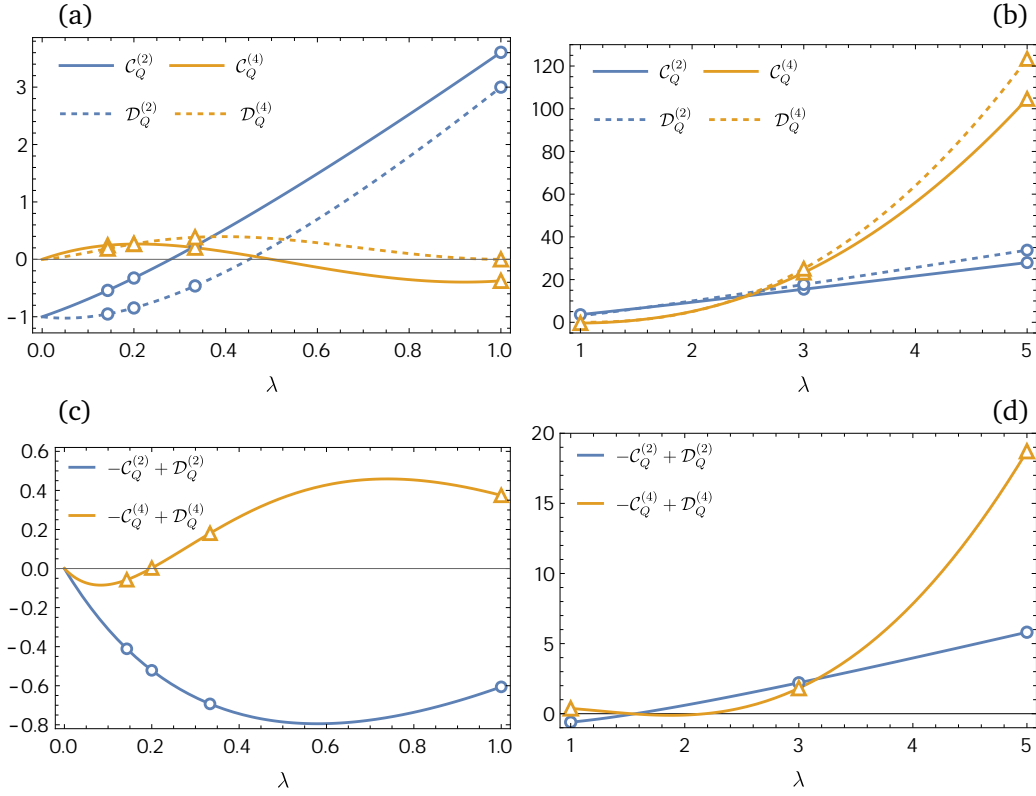 (a)
(b)
3
2
1
0
−1
C_Q^(2) C_Q^(4)
D_Q^(2) D_Q^(4)
0.0 0.2 0.4 0.6 0.8 1.0
λ
120
100
80
60
40
20
0
C_Q^(2) C_Q^(4)
D_Q^(2) D_Q^(4)
1 2 3 4 5
λ
(c)
(d)
0.6
0.4
0.2
0.0
−0.2
−0.4
−0.6
−0.8
−C_Q^(2) + D_Q^(2)
−C_Q^(4) + D_Q^(4)
0.0 0.2 0.4 0.6 0.8 1.0
λ
20
15
10
5
0
−C_Q^(2) + D_Q^(2)
−C_Q^(4) + D_Q^(4)
1 2 3 4 5
λ